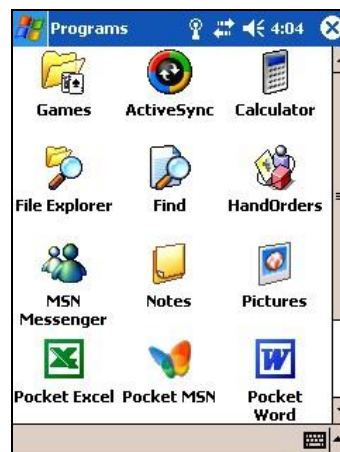 Programs 4:04
Games ActiveSync Calculator
File Explorer Find HandOrders
MSN Messenger Notes Pictures
Pocket Excel Pocket MSN Pocket Word